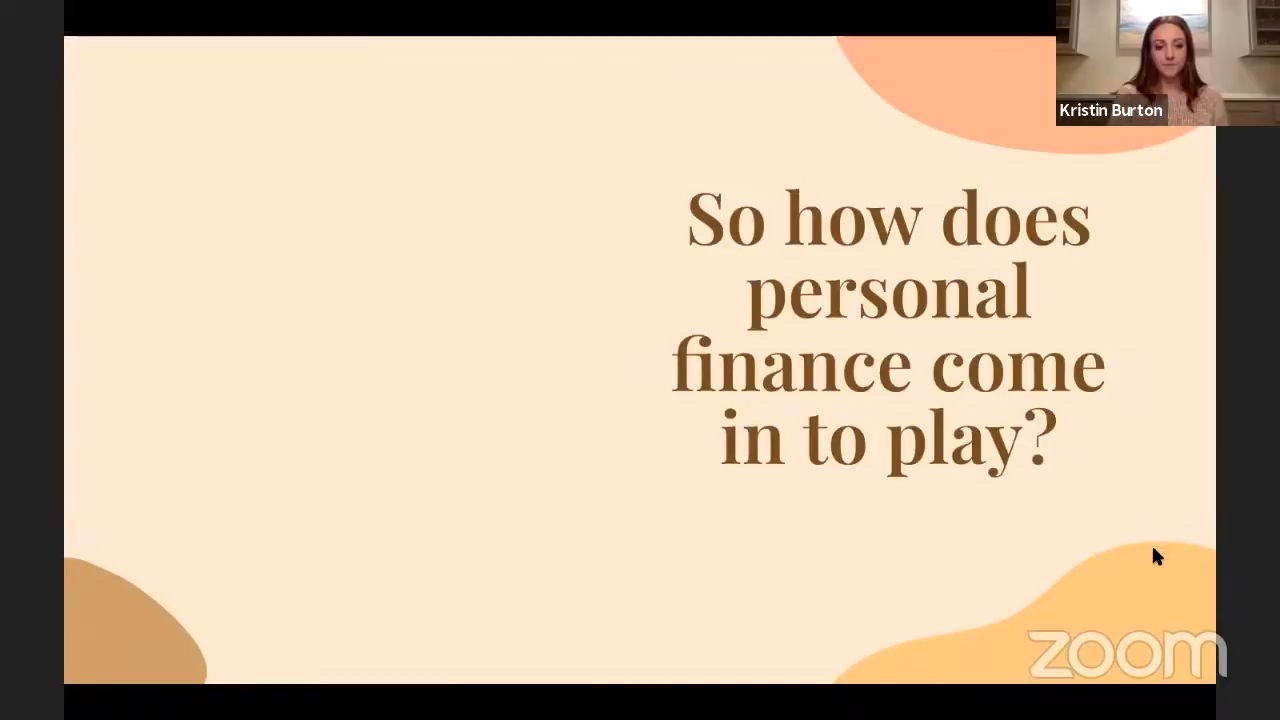 Kristin Burton
So how does
personal
finance come
in to play?
zoom